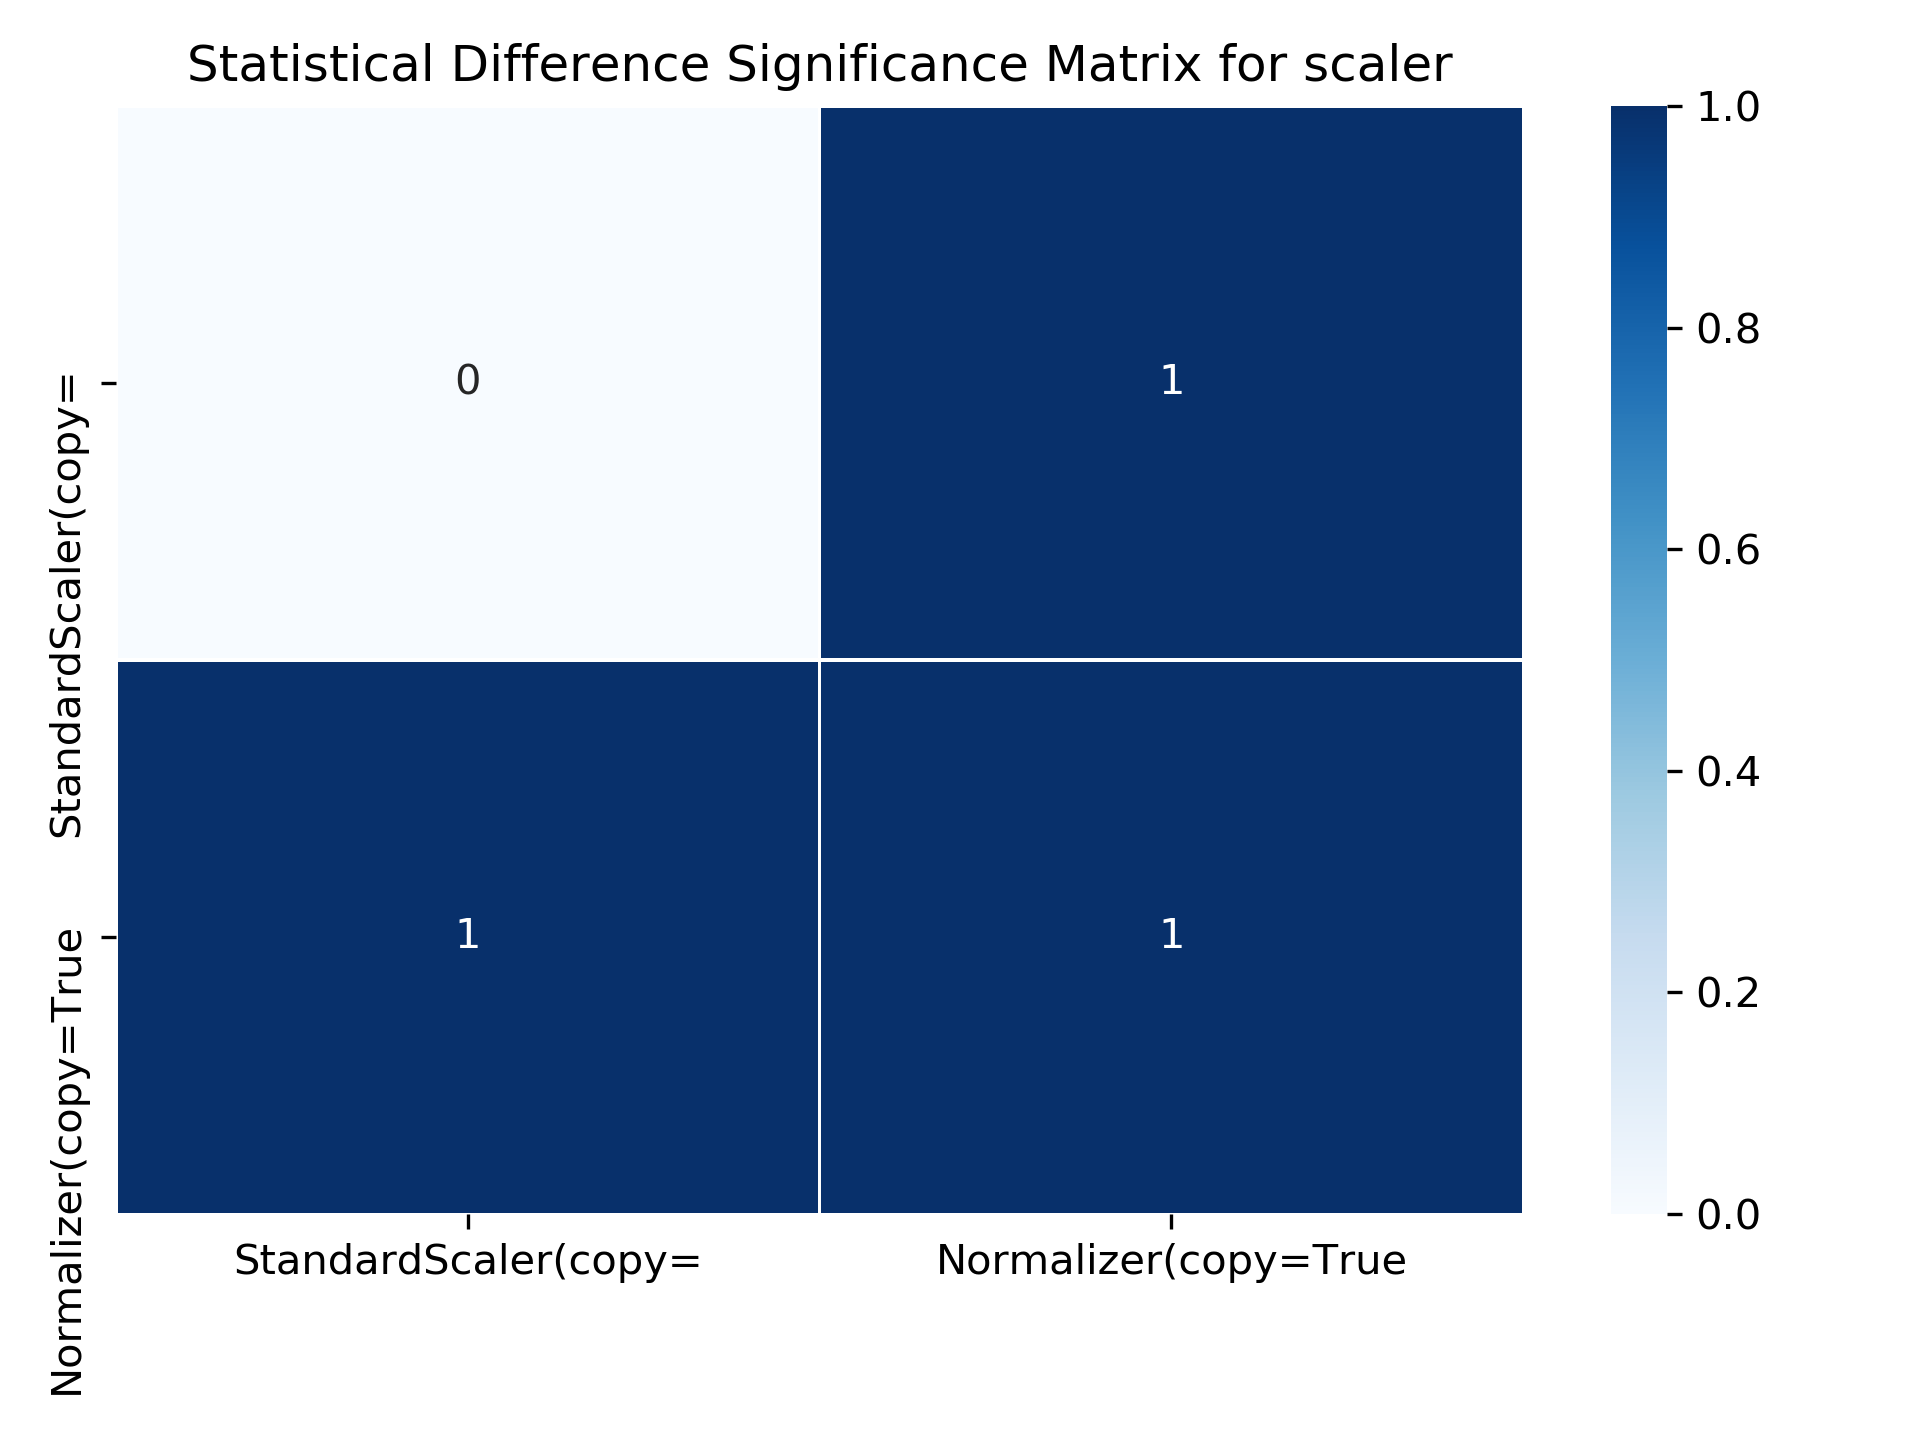 Statistical Difference Significance Matrix for scaler
StandardScaler(copy=
Normalizer(copy=True
0
1
1
1
StandardScaler(copy=
Normalizer(copy=True
1.0
0.8
0.6
0.4
0.2
0.0